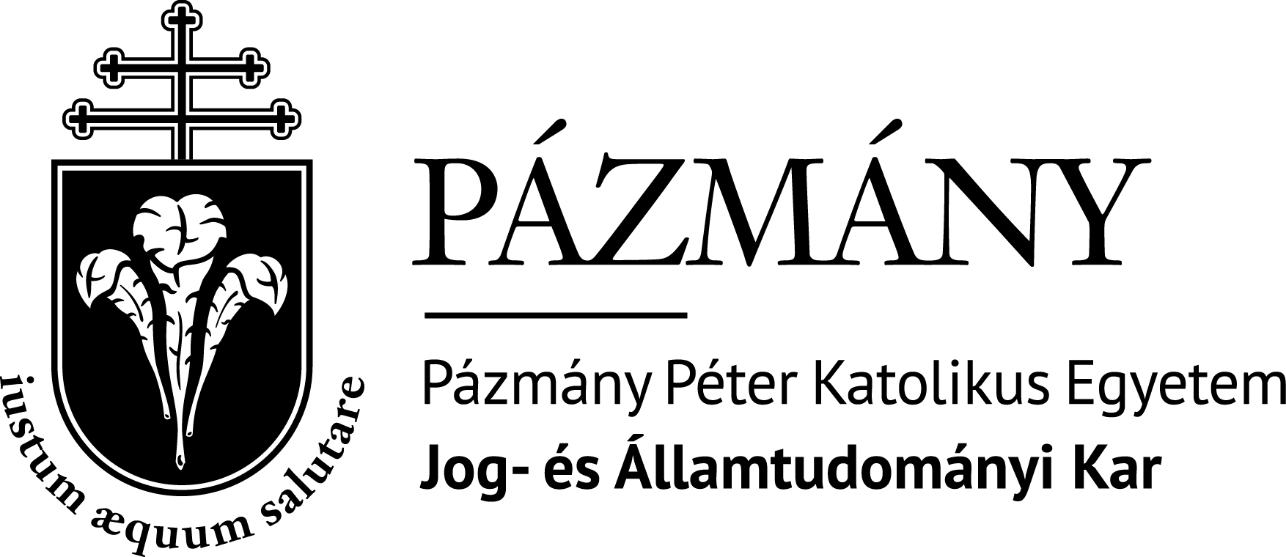 PÁZMÁNY
Pázmány Péter Katolikus Egyetem
Jog- és Államtudományi Kar
iustum æquum salutare